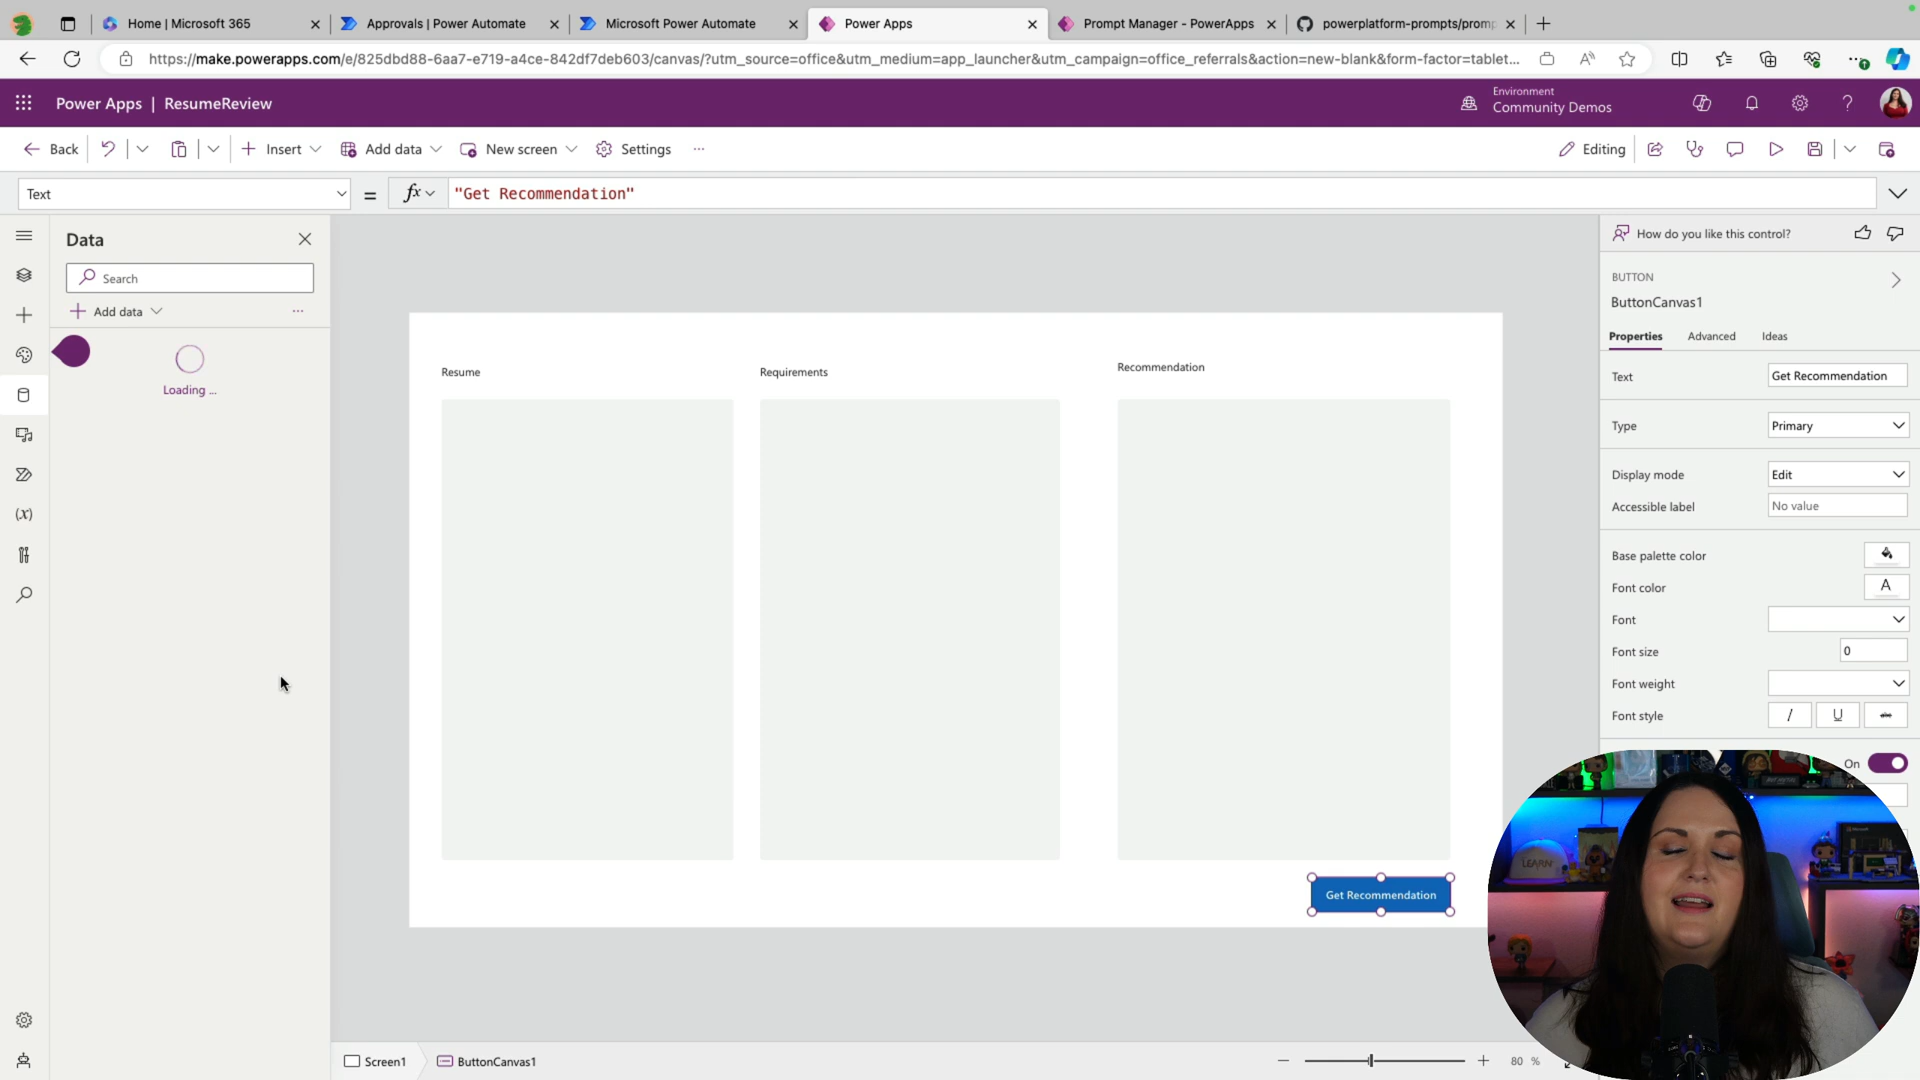 Home | Microsoft 365
Approvals | Power Automate
Microsoft Power Automate
Power Apps
Prompt Manager - PowerApps
powerplatform-prompts/promp
https://make.powerapps.com/e/825dbd88-6aa7-e719-a4ce-842df7deb603/canvas/?utm_source=office&utm_medium=app_launcher&utm_campaign=office_referrals&action=new-blank&form-factor=tablet...
Power Apps | ResumeReview
Environment
Community Demos
Back
Insert
Add data
New screen
Settings
Editing
Text
=
fx
"Get Recommendation"
Data
Search
Add data
Loading ...
Resume
Requirements
Recommendation
Get Recommendation
How do you like this control?
BUTTON
ButtonCanvas1
Properties
Advanced
Ideas
Text
Get Recommendation
Type
Primary
Display mode
Edit
Accessible label
No value
Base palette color
Font color
Font
Font size
0
Font weight
Font style
On
LEARN
Screen1
ButtonCanvas1
80 %